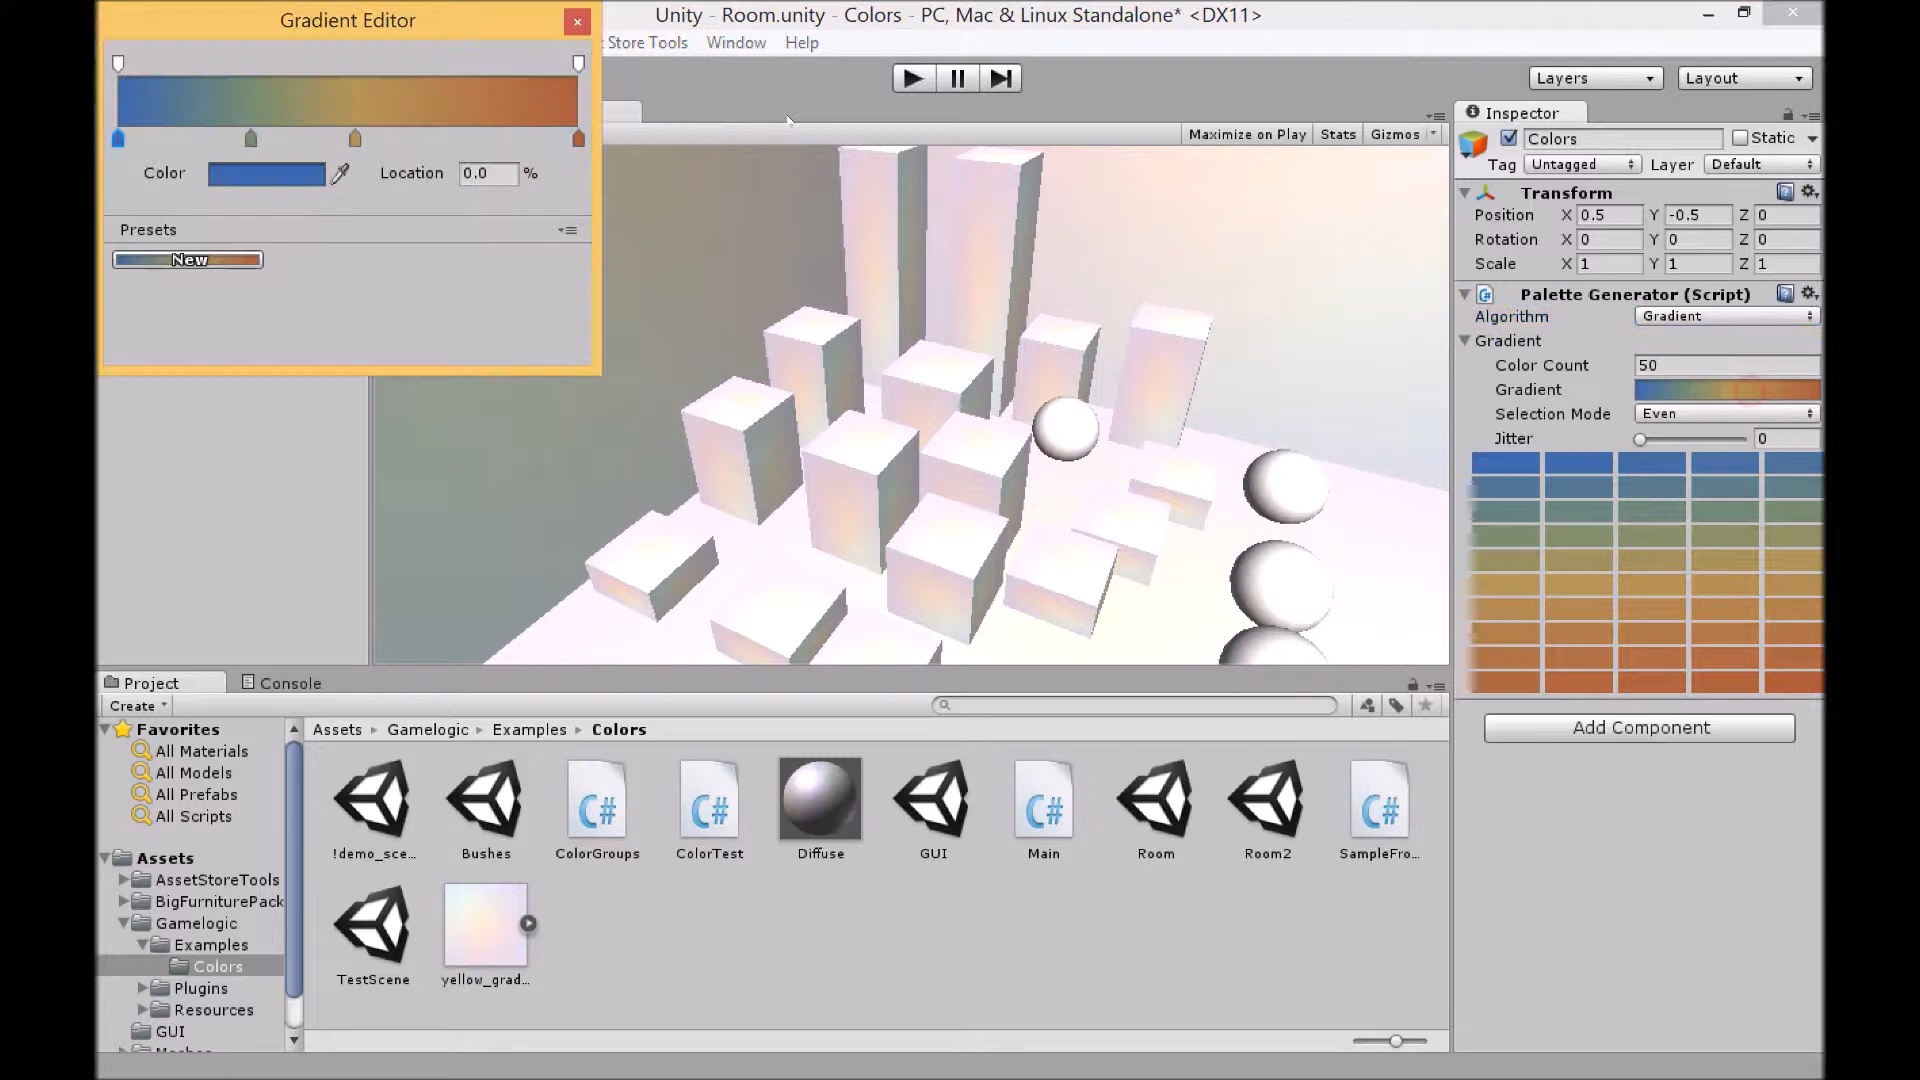 Gradient Editor
Unity - Room.unity - Colors - PC, Mac & Linux Standalone* <DX11>
Store Tools Window Help
Color Location 0.0 %
Presets
New
Layers Layout
Maximize on Play Stats Gizmos
Inspector
Colors Static
Tag Untagged Layer Default
Transform
Position X 0.5 Y -0.5 Z 0
Rotation X 0 Y 0 Z 0
Scale X 1 Y 1 Z 1
Palette Generator (Script)
Algorithm Gradient
Gradient
Color Count 50
Gradient
Selection Mode Even
Jitter 0
Add Component
Project Console
Create
Favorites
All Materials
All Models
All Prefabs
All Scripts
Assets
AssetStoreTools
BigFurniturePack
Gamelogic
Examples
Colors
Plugins
Resources
GUI
Assets Gamelogic Examples Colors
!demo_sce... Bushes ColorGroups ColorTest Diffuse GUI Main Room Room2 SampleFro...
TestScene yellow_grad...
C# C# C# C#